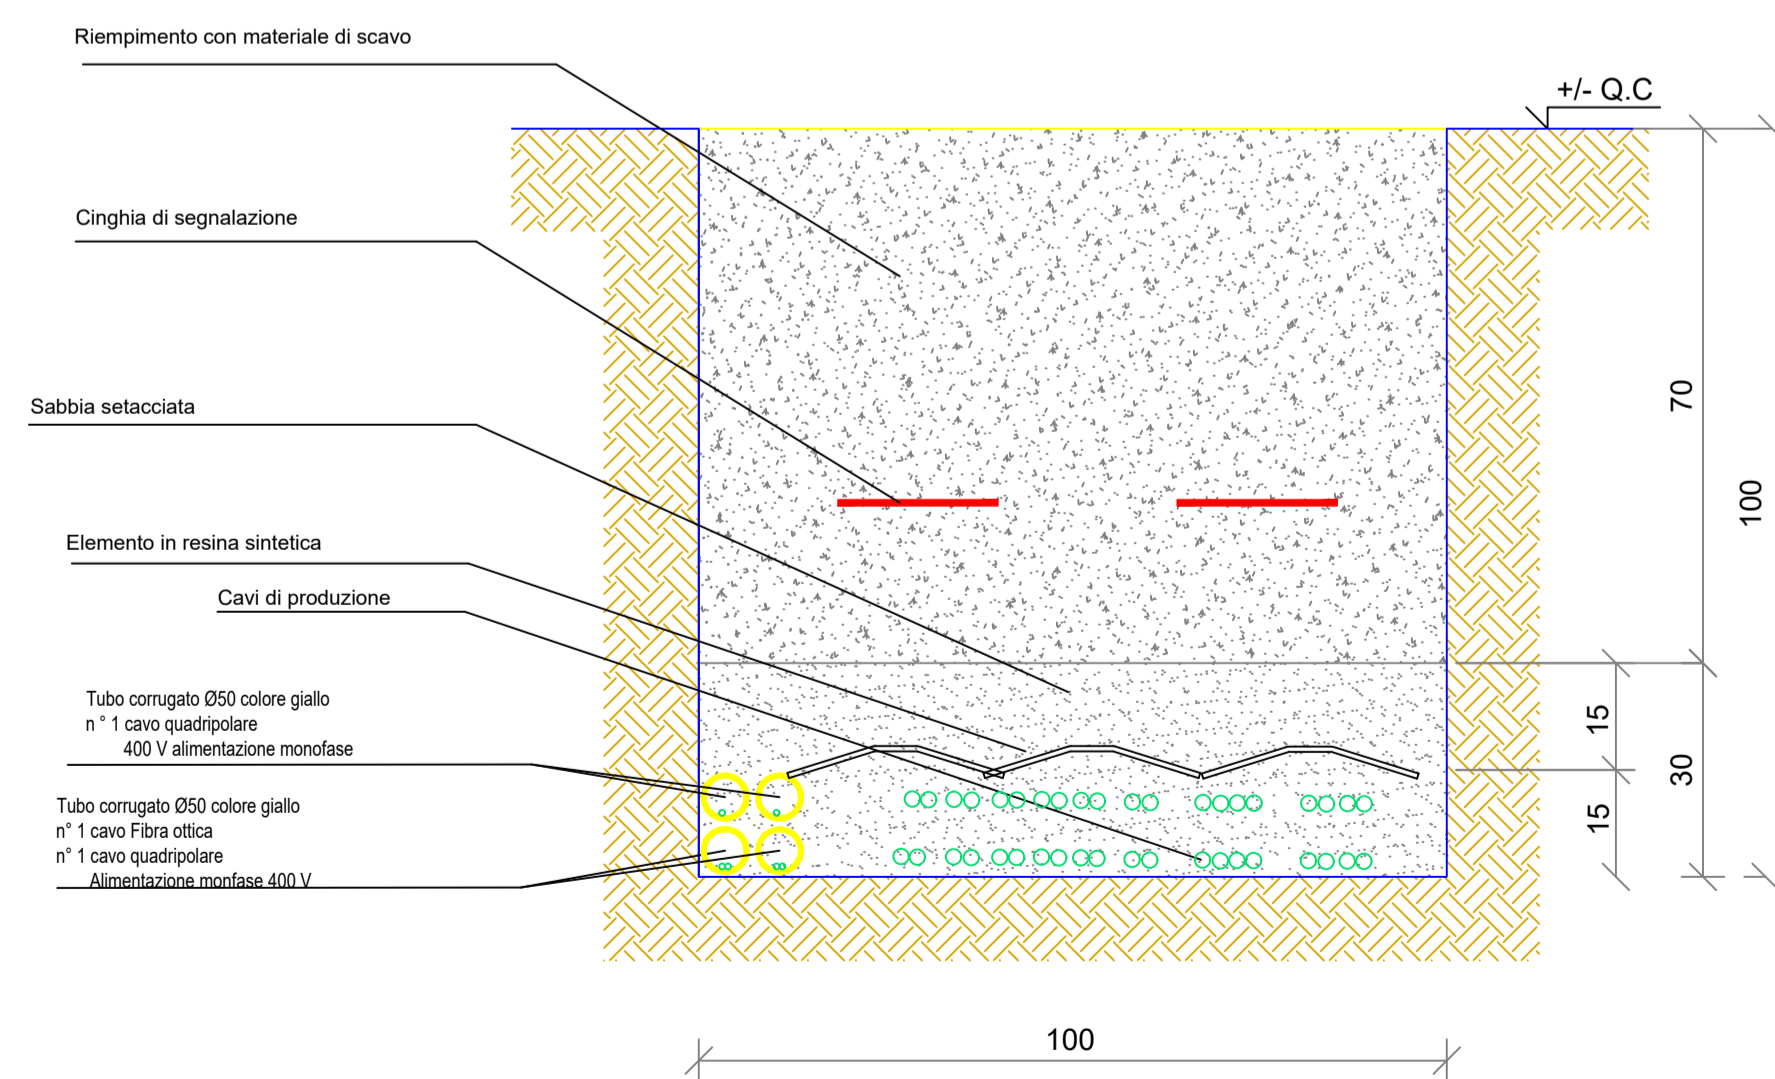 Riempimento con materiale di scavo
+/- Q.C
Cinghia di segnalazione
Sabbia setacciata
70
100
Elemento in resina sintetica
Cavi di produzione
Tubo corrugato Ø50 colore giallo
n ° 1 cavo quadripolare
400 V alimentazione monofase
15
30
15
Tubo corrugato Ø50 colore giallo
n° 1 cavo Fibra ottica
n° 1 cavo quadripolare
Alimentazione monfase 400 V
100